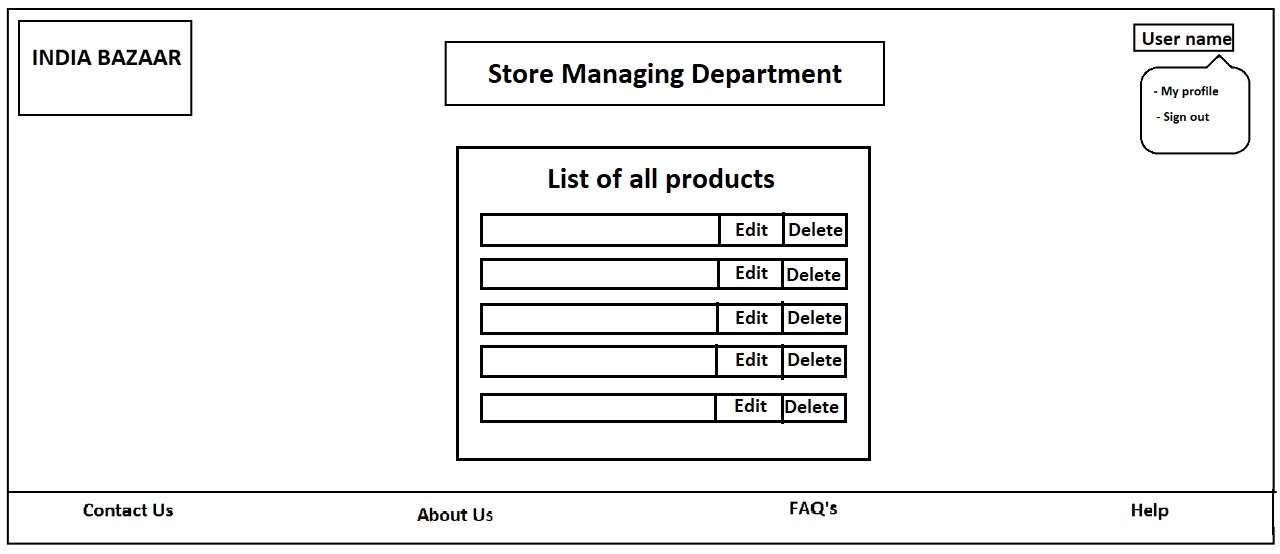 INDIA BAZAAR
Store Managing Department
User name
- My profile
- Sign out
List of all products
Edit Delete
Edit Delete
Edit Delete
Edit Delete
Edit Delete
Contact Us About Us FAQ's Help